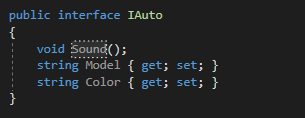 public interface IAuto
{
    void Sound();
    string Model { get; set; }
    string Color { get; set; }
}